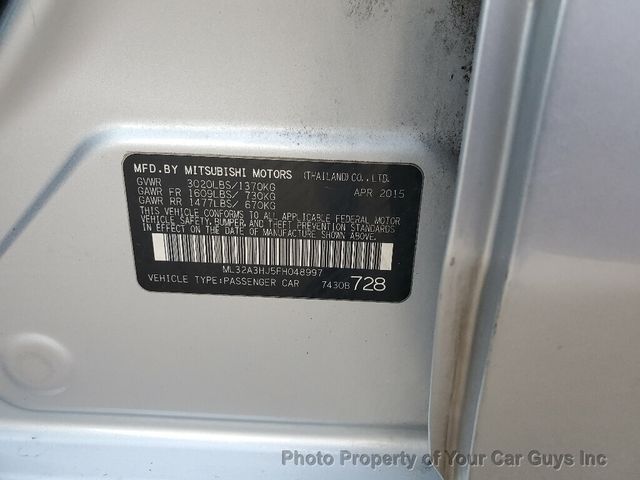 MFD.BY MITSUBISHI MOTORS (THAILAND) CO.,LTD.
GVWR 3020LBS/1370KG APR 2015
GAWR FR 1609LBS/ 730KG
GAWR RR 1477LBS/ 670KG
THIS VEHICLE CONFORMS TO ALL APPLICABLE FEDERAL MOTOR
VEHICLE SAFETY, BUMPER, AND THEFT PREVENTION STANDARDS
IN EFFECT ON THE DATE OF MANUFACTURE SHOWN ABOVE.
ML32A3HJ5FH048997
VEHICLE TYPE:PASSENGER CAR 7430B 728
Photo Property of Your Car Guys Inc